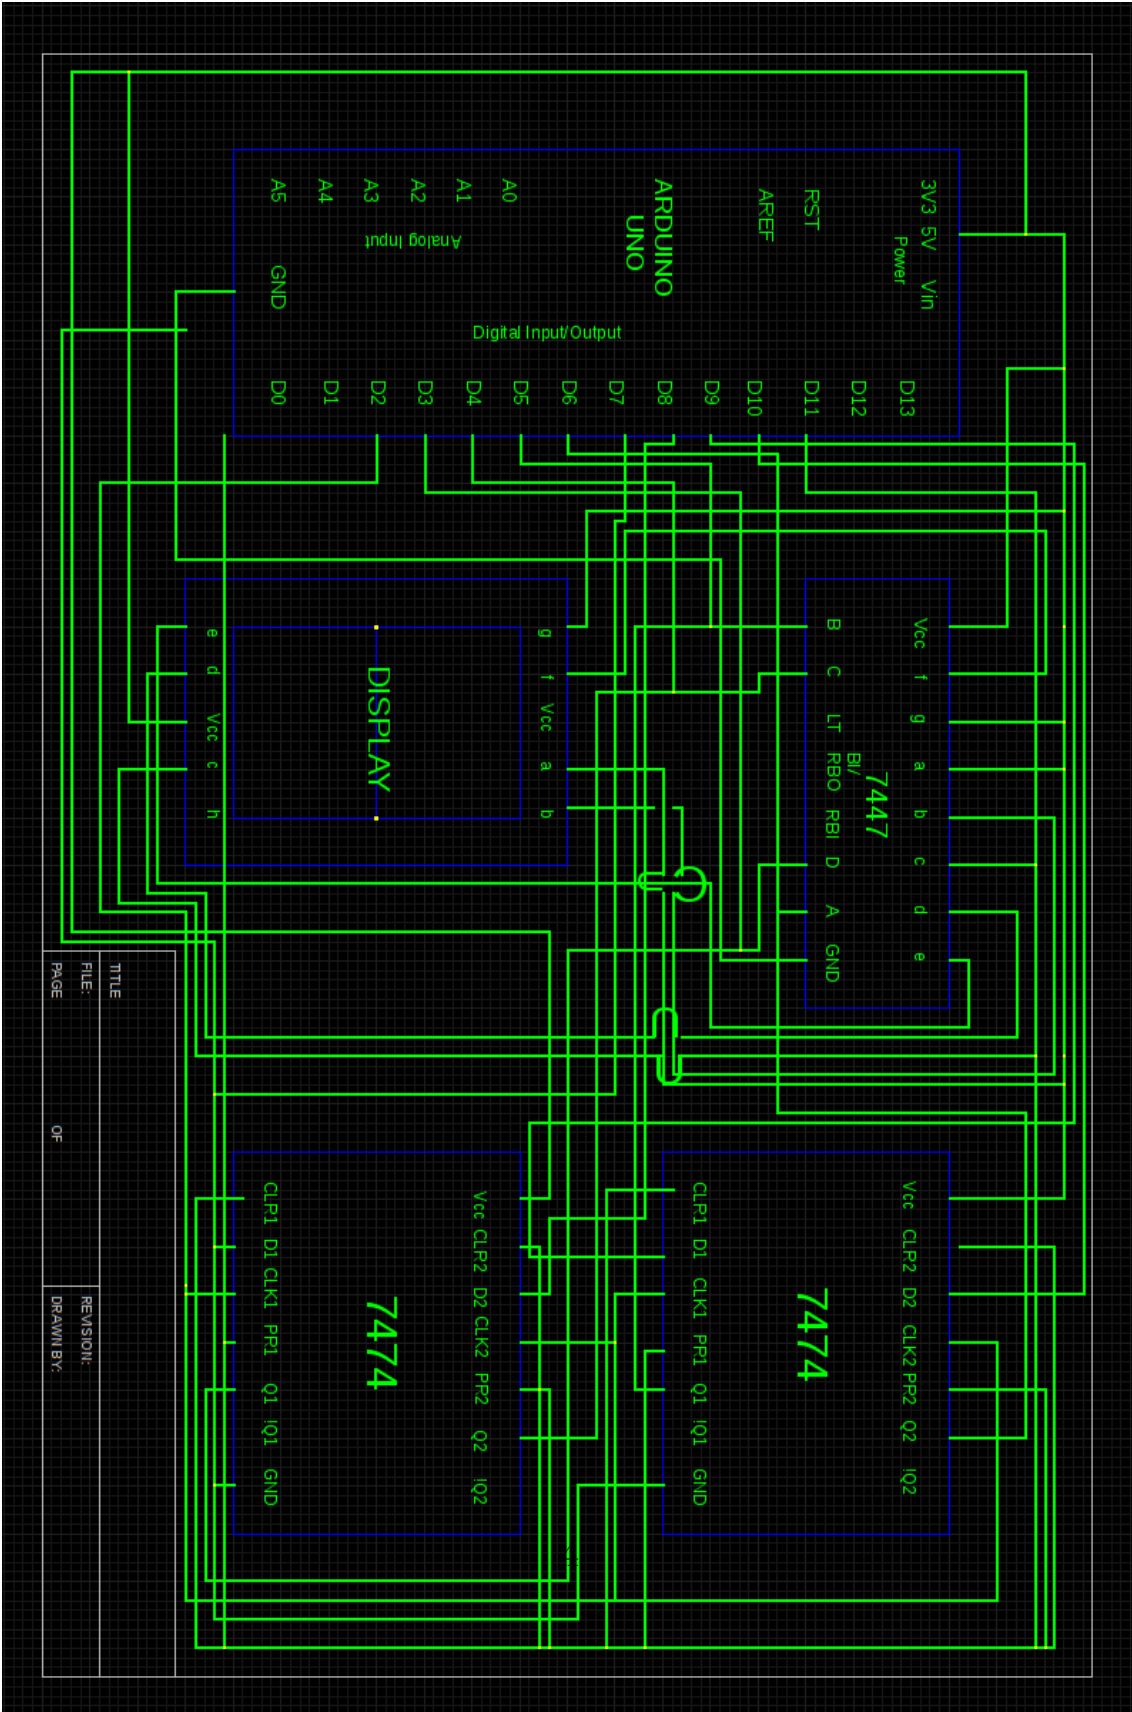 3V3 5V Vin
Power
RST
AREF
ARDUINO
UNO
A0
A1
A2
A3
A4
A5
Analog Input
GND
Digital Input/Output
D13
D12
D11
D10
D9
D8
D7
D6
D5
D4
D3
D2
D1
D0
Vcc f g a b c d e
7447
B C LT BI/
RBO RBI D A GND
g f Vcc a b
DISPLAY
e d Vcc c h
Vcc CLR2 D2 CLK2 PR2 Q2 !Q2
7474
CLR1 D1 CLK1 PR1 Q1 !Q1 GND
Vcc CLR2 D2 CLK2 PR2 Q2 !Q2
7474
CLR1 D1 CLK1 PR1 Q1 !Q1 GND
TITLE
FILE: REVISION:
PAGE OF DRAWN BY: